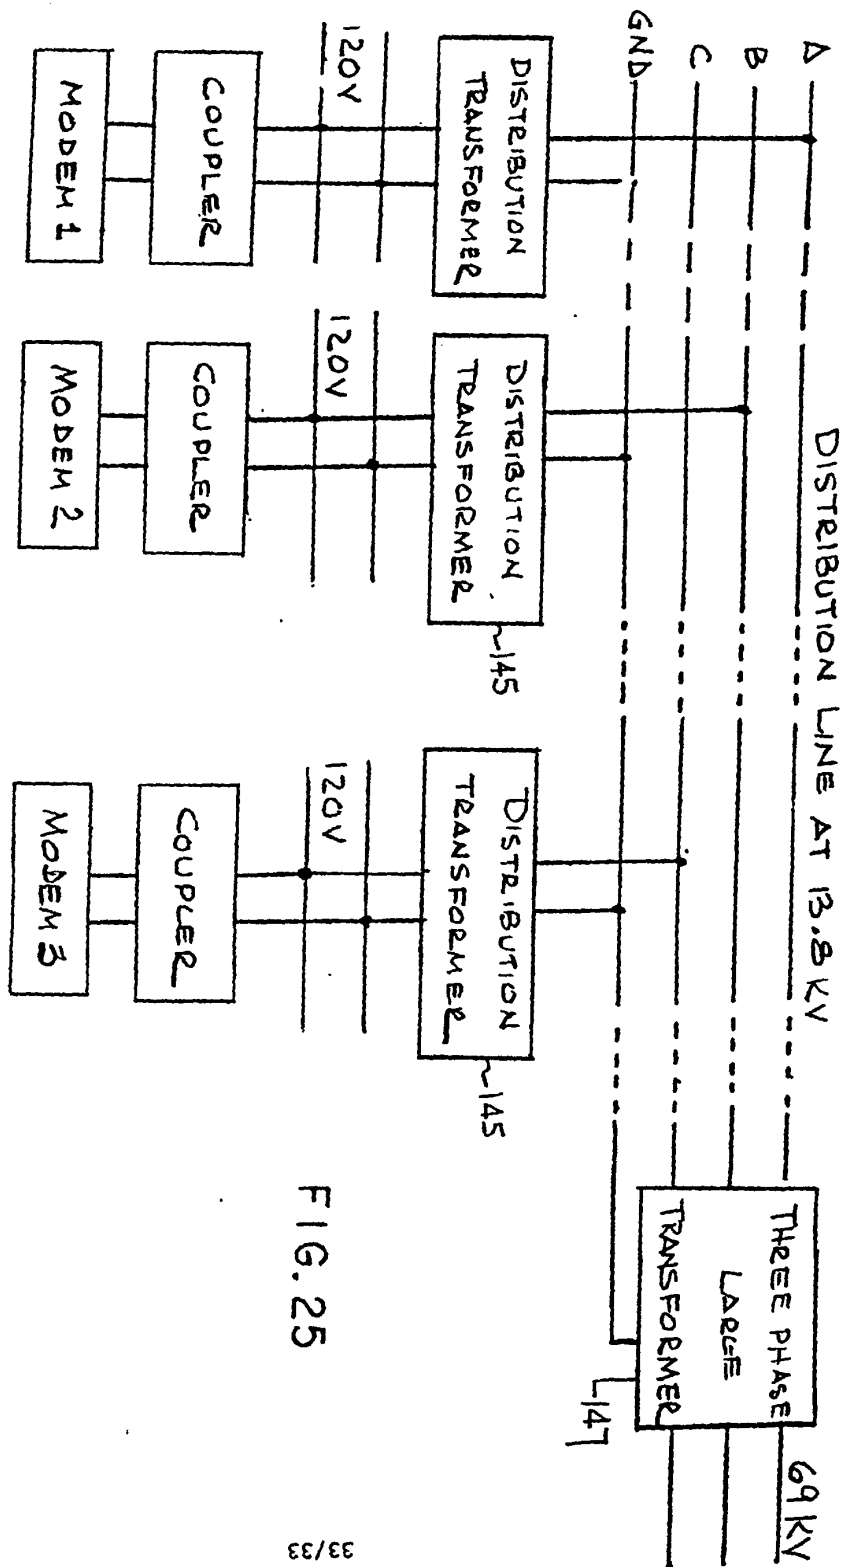 DISTRIBUTION LINE AT 13.8 KV
A
B
C
GND
69 KV
THREE PHASE
LARGE
TRANSFORMER
147
DISTRIBUTION
TRANSFORMER
DISTRIBUTION
TRANSFORMER
145
DISTRIBUTION
TRANSFORMER
145
120V
120V
120V
COUPLER
COUPLER
COUPLER
MODEM 1
MODEM 2
MODEM 3
FIG. 25
33/33